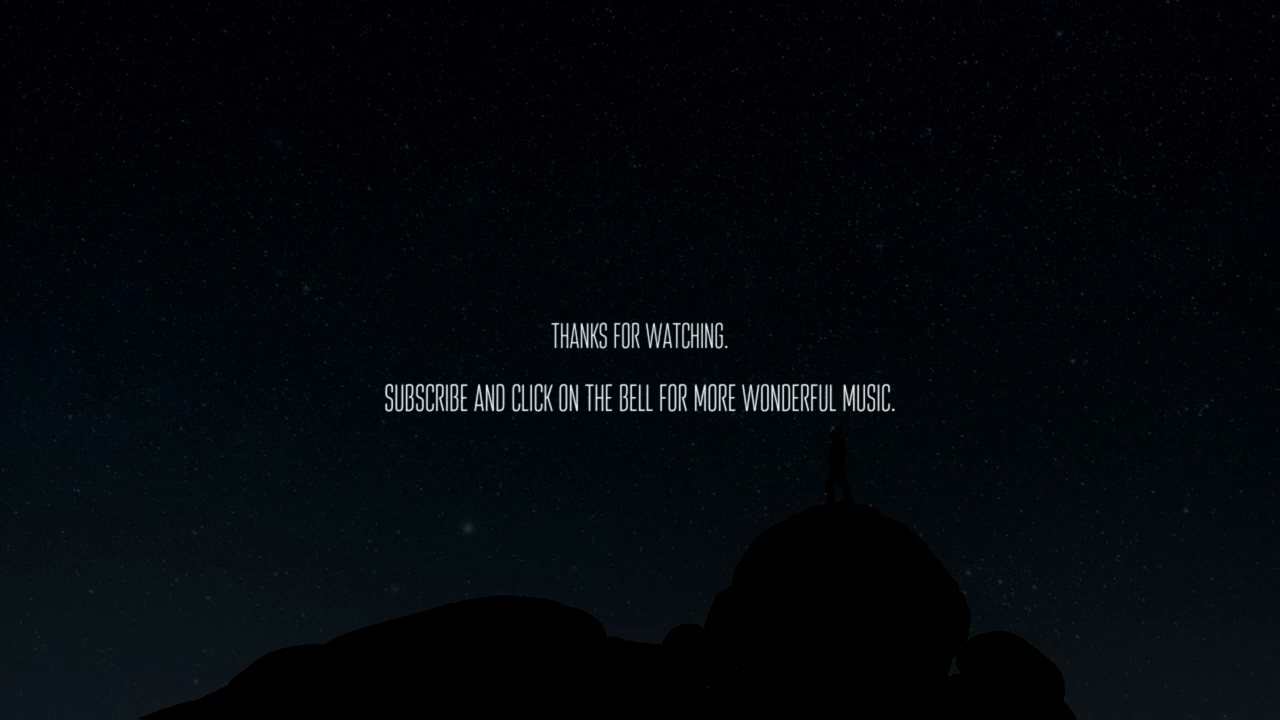 THANKS FOR WATCHING.
SUBSCRIBE AND CLICK ON THE BELL FOR MORE WONDERFUL MUSIC.